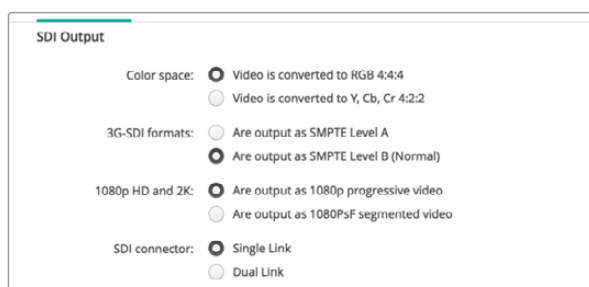 SDI Output
Color space: Video is converted to RGB 4:4:4
Video is converted to Y, Cb, Cr 4:2:2
3G-SDI formats: Are output as SMPTE Level A
Are output as SMPTE Level B (Normal)
1080p HD and 2K: Are output as 1080p progressive video
Are output as 1080PsF segmented video
SDI connector: Single Link
Dual Link